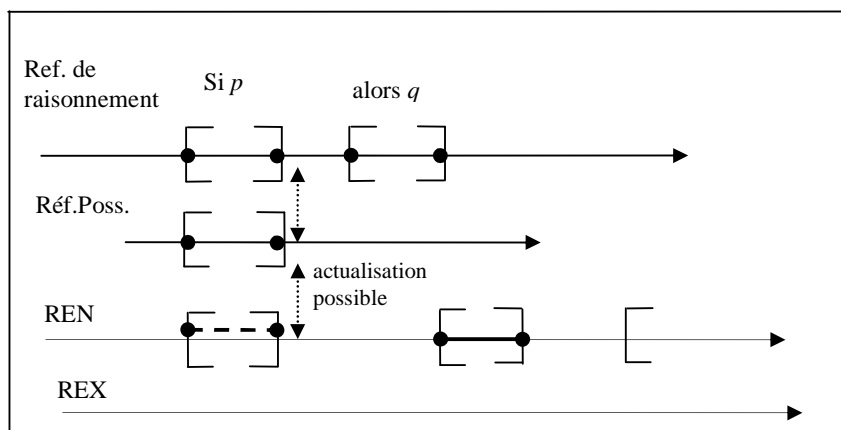 Ref. de
raisonnement
Si p
alors q
Réf.Poss.
actualisation
possible
REN
REX